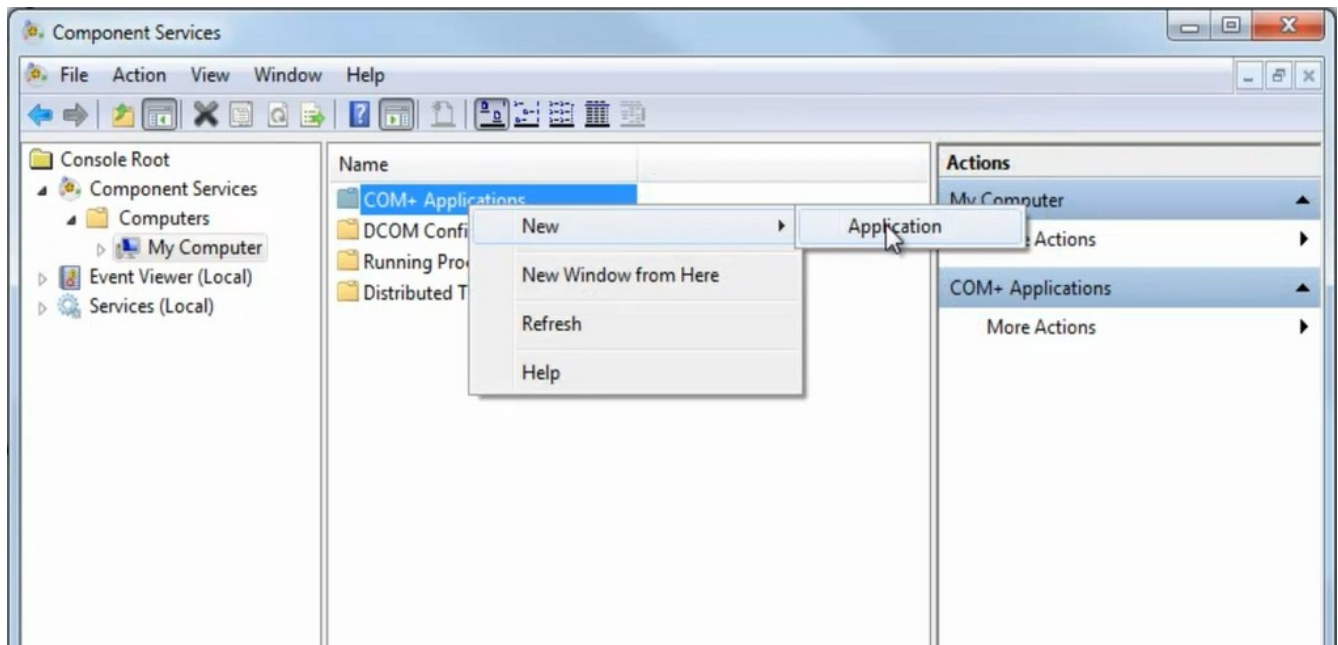 Component Services
File Action View Window Help
Console Root
Component Services
Computers
My Computer
Event Viewer (Local)
Services (Local)
Name
COM+ Applications
DCOM Confi
Running Pro
Distributed T
New
New Window from Here
Refresh
Help
Application
Actions
My Computer
Actions
COM+ Applications
More Actions